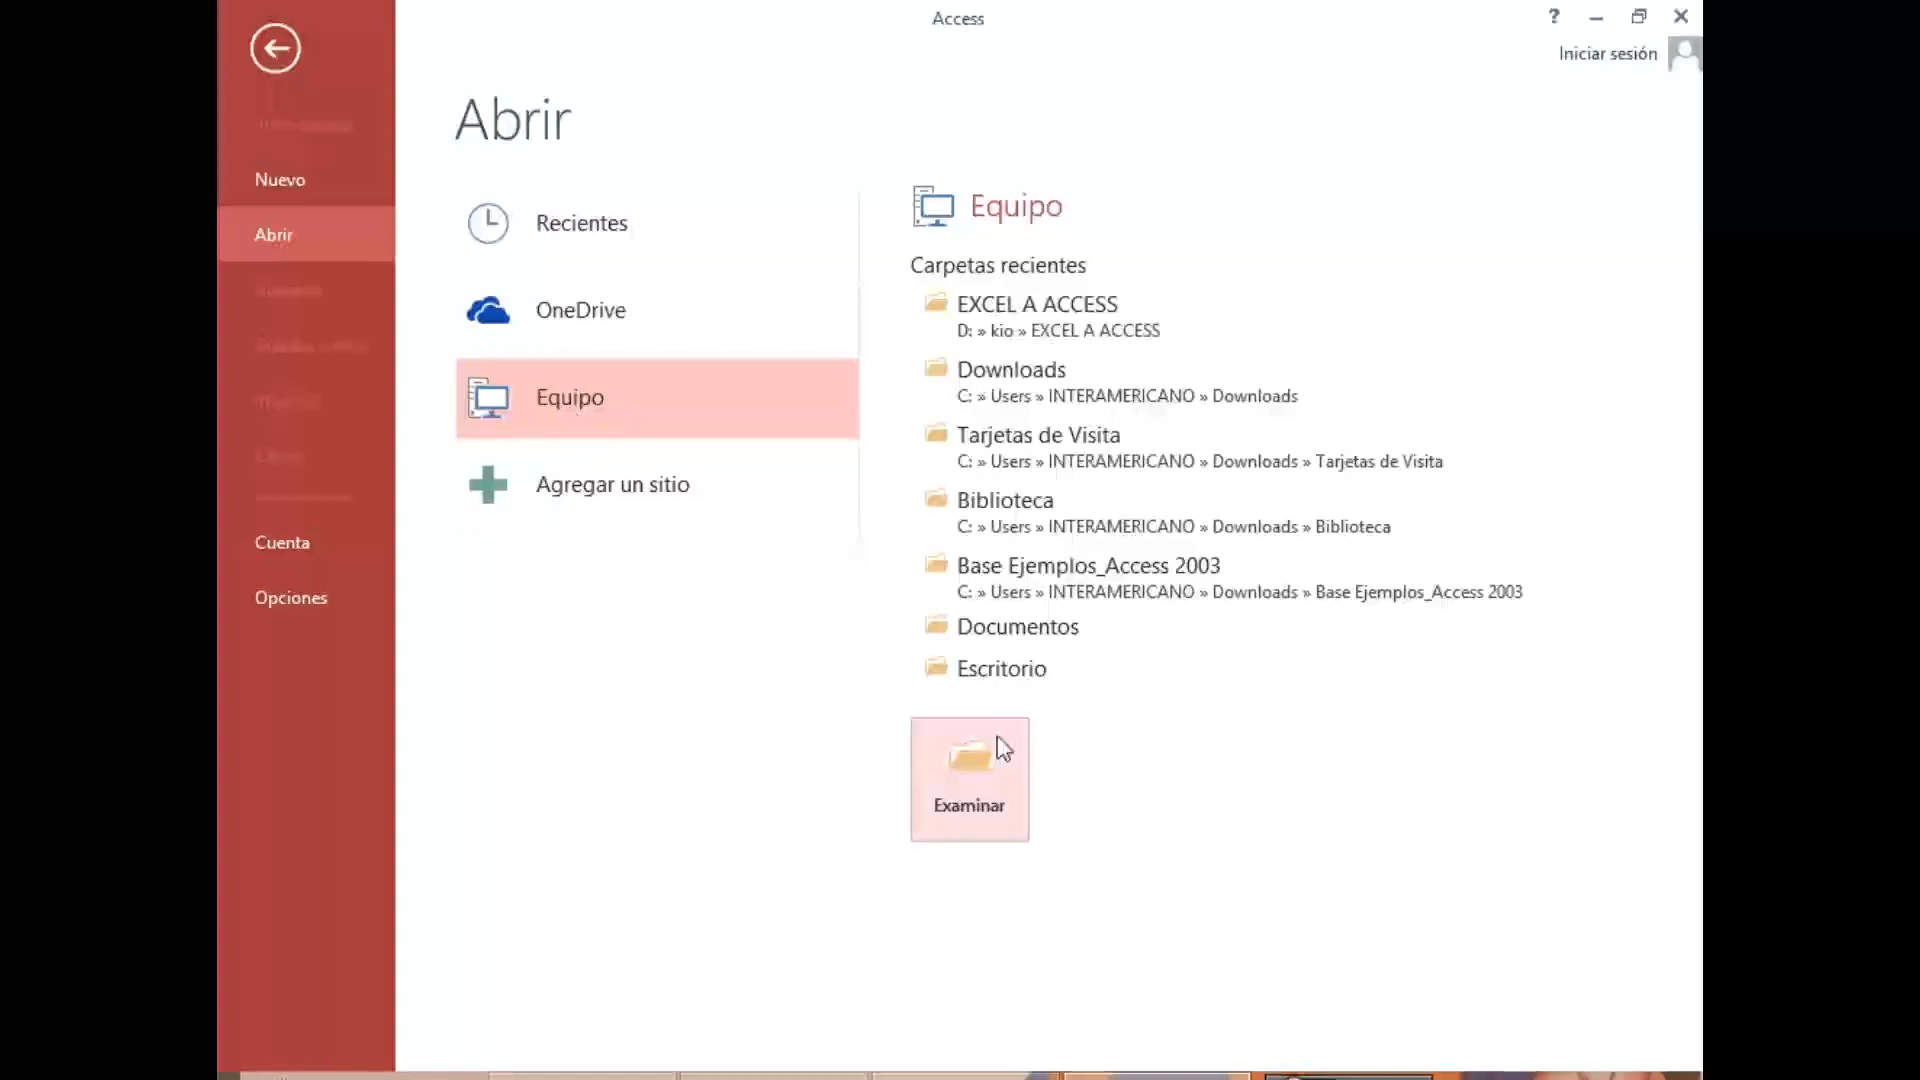 Access
?
Iniciar sesión
Abrir
Nuevo
Abrir
Cuenta
Opciones
Recientes
OneDrive
Equipo
Agregar un sitio
Equipo
Carpetas recientes
EXCEL A ACCESS
D: » kio » EXCEL A ACCESS
Downloads
C: » Users » INTERAMERICANO » Downloads
Tarjetas de Visita
C: » Users » INTERAMERICANO » Downloads » Tarjetas de Visita
Biblioteca
C: » Users » INTERAMERICANO » Downloads » Biblioteca
Base Ejemplos_Access 2003
C: » Users » INTERAMERICANO » Downloads » Base Ejemplos_Access 2003
Documentos
Escritorio
Examinar